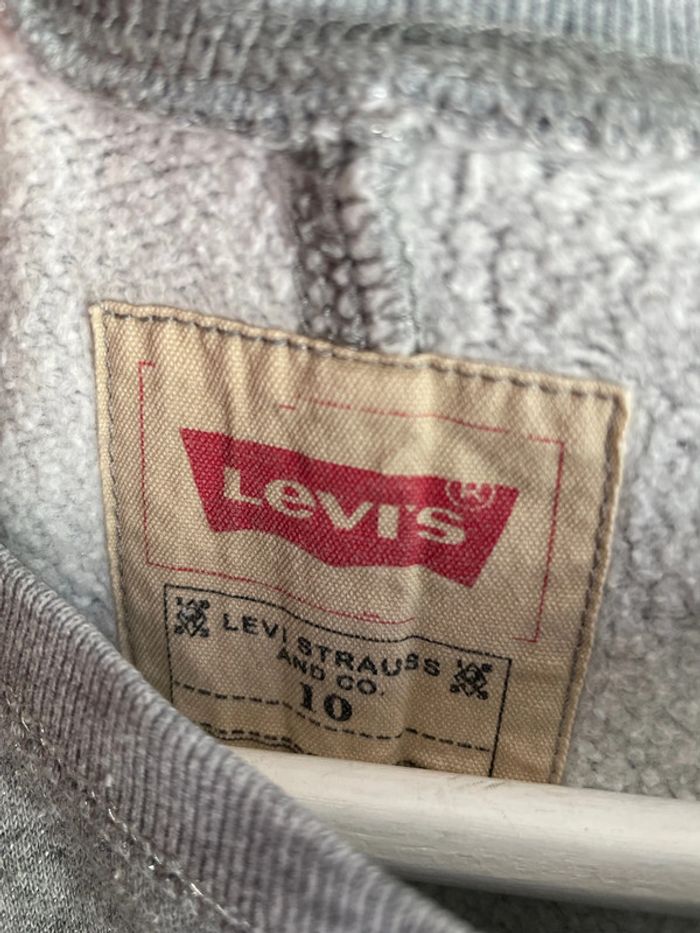 Levi's®
LEVI STRAUSS
AND CO.
10